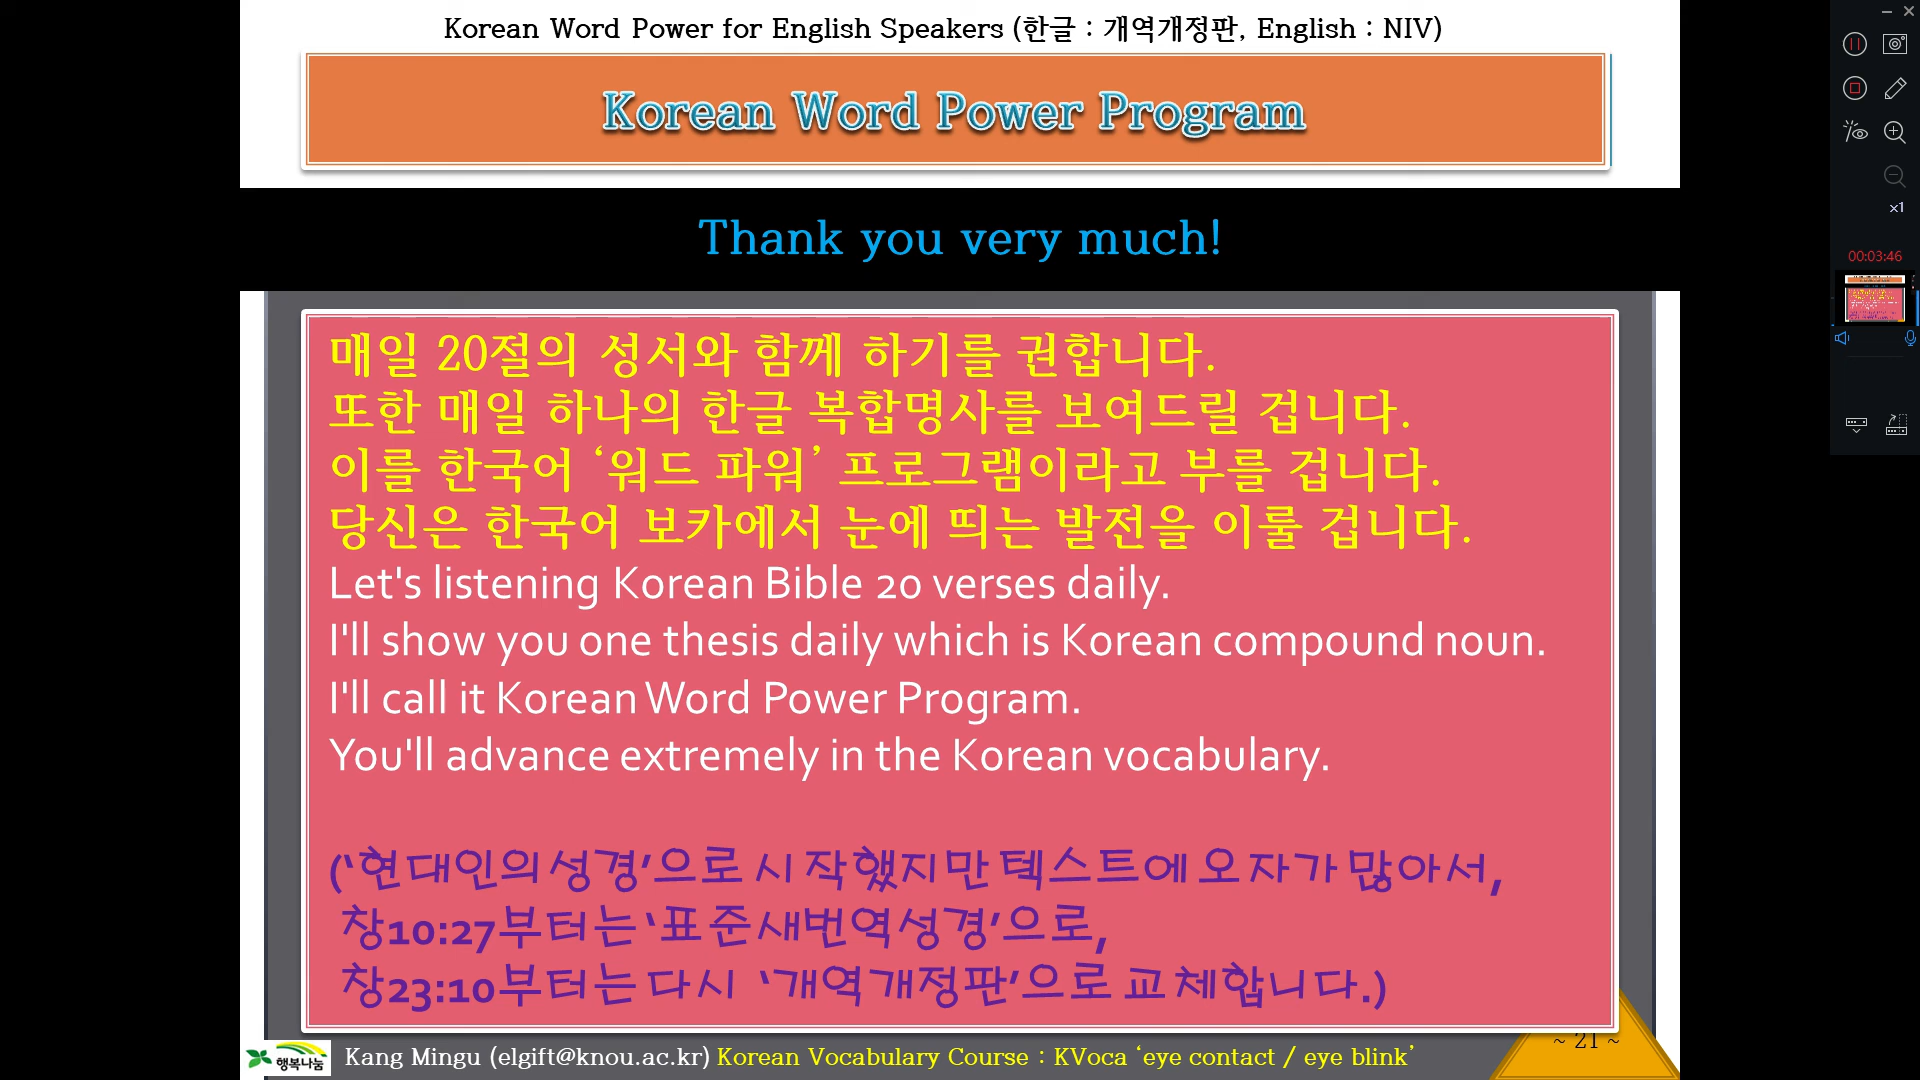 Korean Word Power for English Speakers (한글 : 개역개정판, English : NIV)
Korean Word Power Program
Thank you very much!
매일 20절의 성서와 함께 하기를 권합니다.
또한 매일 하나의 한글 복합명사를 보여드릴 겁니다.
이를 한국어 ‘워드 파워’ 프로그램이라고 부를 겁니다.
당신은 한국어 보카에서 눈에 띄는 발전을 이룰 겁니다.
Let's listening Korean Bible 20 verses daily.
I'll show you one thesis daily which is Korean compound noun.
I'll call it Korean Word Power Program.
You'll advance extremely in the Korean vocabulary.
(‘현대인의성경’으로 시작했지만 텍스트에 오자가 많아서,
창10:27부터는 ‘표준새번역성경’으로,
창23:10부터는 다시 ‘개역개정판’으로 교체합니다.)
행복나눔
Kang Mingu (elgift@knou.ac.kr) Korean Vocabulary Course : KVoca ‘eye contact / eye blink’
~ 21 ~
x1
00:03:46